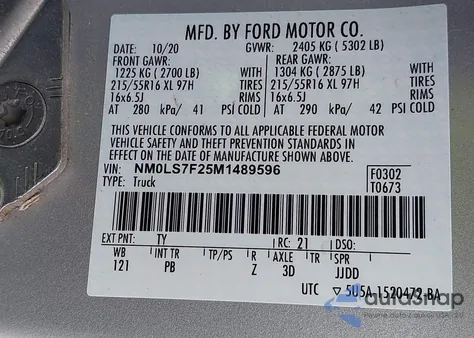 MFD. BY FORD MOTOR CO.
DATE: 10/20 GVWR: 2405 KG (5302 LB)
FRONT GAWR: REAR GAWR:
1225 KG (2700 LB) WITH 1304 KG (2875 LB) WITH
215/55R16 XL 97H TIRES 215/55R16 XL 97H TIRES
16x6.5J RIMS 16x6.5J RIMS
AT 280 kPa/ 41 PSI COLD AT 290 kPa/ 42 PSI COLD
THIS VEHICLE CONFORMS TO ALL APPLICABLE FEDERAL MOTOR
VEHICLE SAFETY AND THEFT PREVENTION STANDARDS IN
EFFECT ON THE DATE OF MANUFACTURE SHOWN ABOVE.
VIN: NM0LS7F25M1489596 F0302
TYPE: Truck T0673
EXT PNT: TY RC: 21 DSO:
WB INT TR TP/PS R AXLE TR SPR
121 PB Z 3D JJDD
UTC ▽ 5U5A-1520472-BA
autosnap